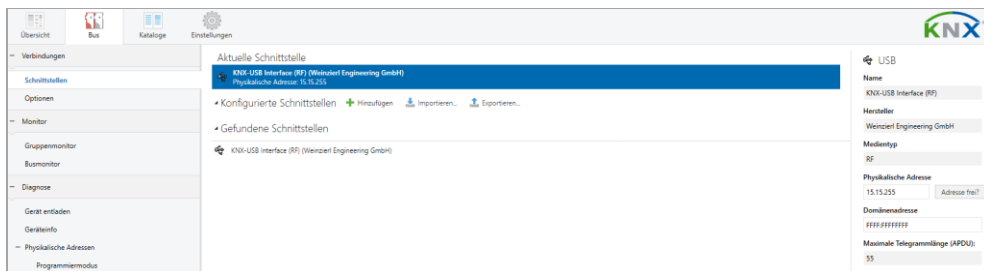 Übersicht
Bus
Kataloge
Einstellungen
KNX
Verbindungen
Schnittstellen
Optionen
Monitor
Gruppenmonitor
Busmonitor
Diagnose
Gerät entladen
Geräteinfo
Physikalische Adressen
Programmiermodus
Aktuelle Schnittstelle
KNX-USB Interface (RF) (Weinzierl Engineering GmbH)
Physikalische Adresse: 15.15.255
Konfigurierte Schnittstellen Hinzufügen Importieren... Exportieren...
Gefundene Schnittstellen
KNX-USB Interface (RF) (Weinzierl Engineering GmbH)
USB
Name
KNX-USB Interface (RF)
Hersteller
Weinzierl Engineering GmbH
Medientyp
RF
Physikalische Adresse
15.15.255 Adresse frei?
Domänenadresse
FFFF:FFFFFFFF
Maximale Telegrammlänge (APDU):
55